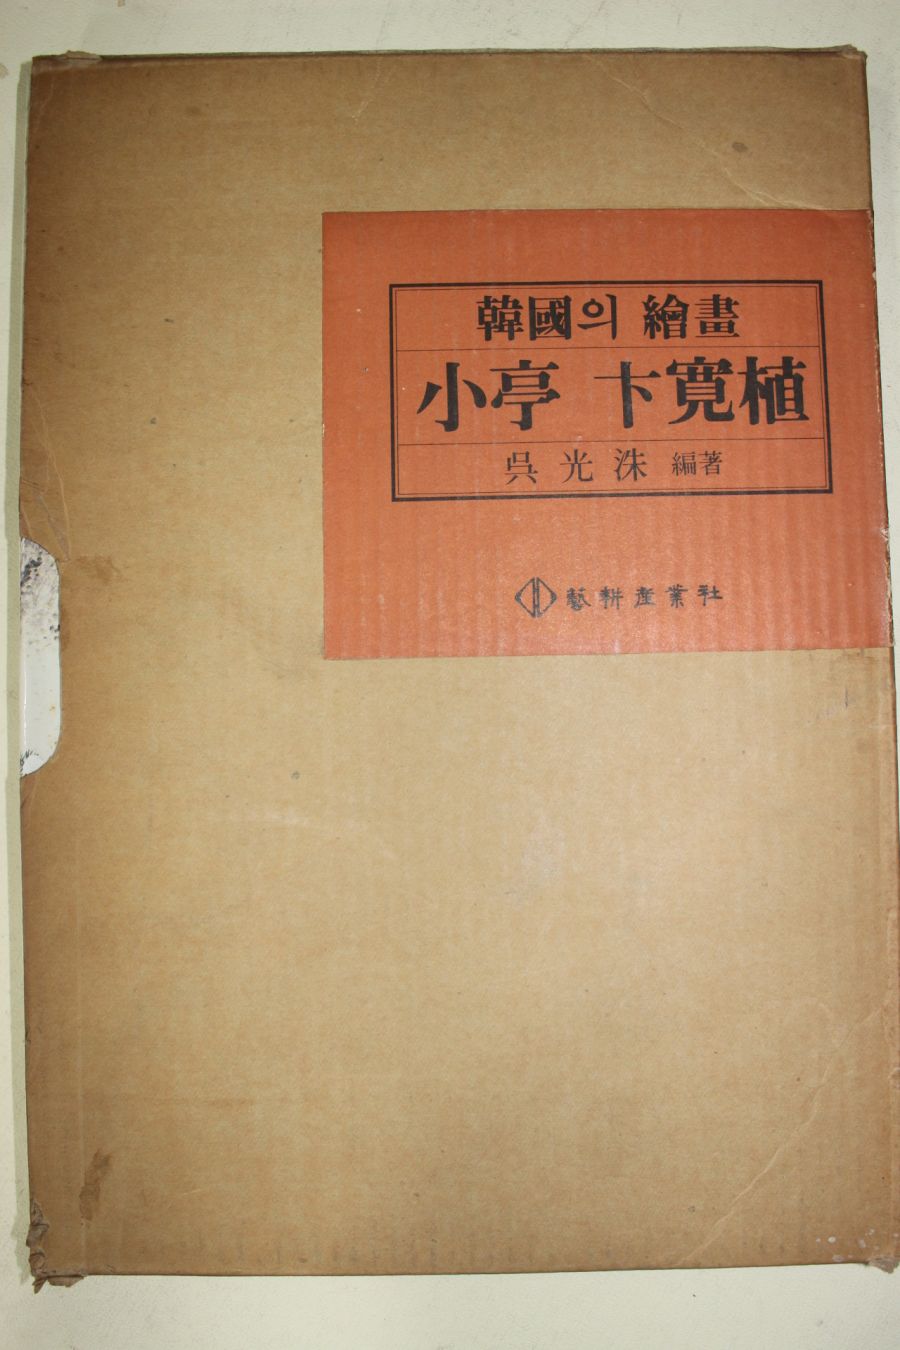 韓國의 繪畫
小亭 卞寬植
吳光洙 編著
藝耕産業社